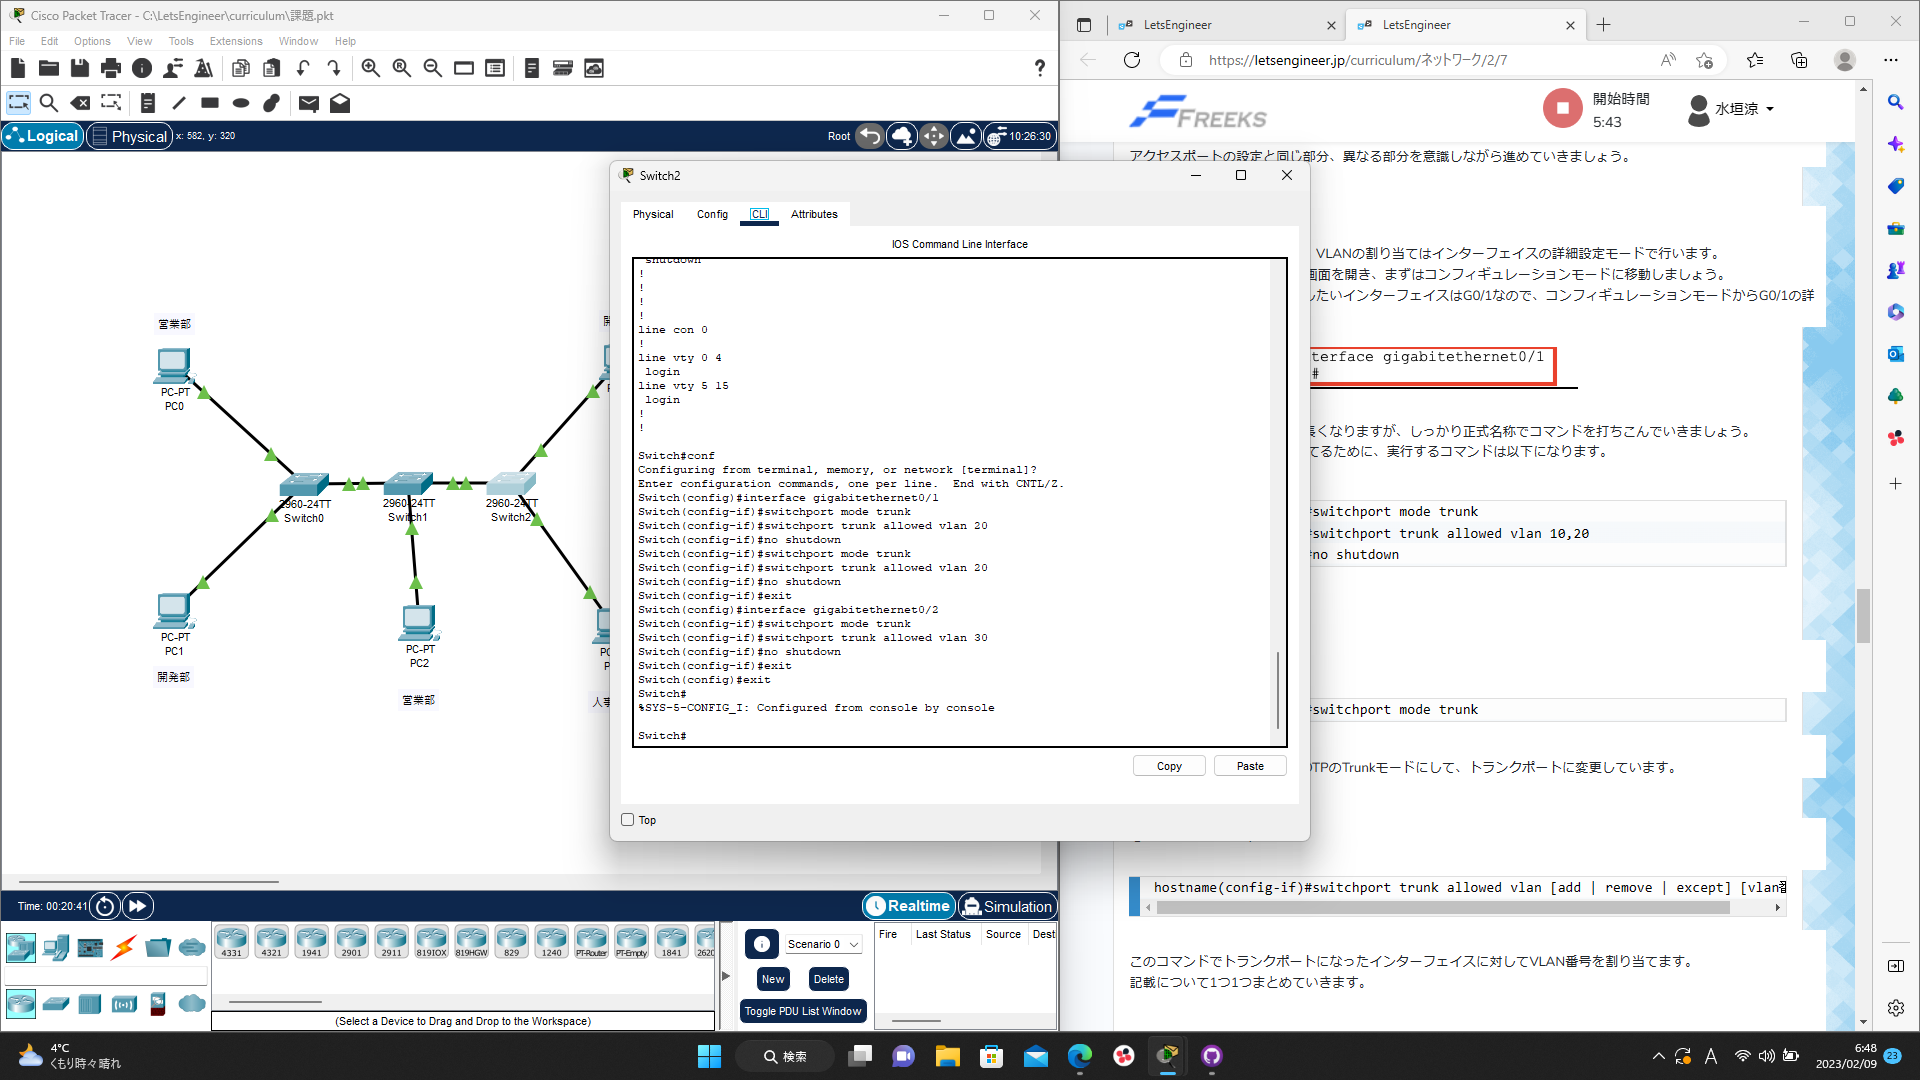 Cisco Packet Tracer - C:\LetsEngineer\curriculum\課題.pkt
File Edit Options View Tools Extensions Window Help
Logical Physical x: 582, y: 320 Root 10:26:30
営業部
PC-PT
PC0
2960-24TT
Switch0
2960-24TT
Switch1
2960-24TT
Switch2
PC-PT
PC1
開発部
PC-PT
PC2
営業部
人事
Time: 00:20:41 Realtime Simulation
4331 4321 1941 2901 2911 819IOX 819HGW 829 1240 PT-Router PT-Empty 1841 2620
(Select a Device to Drag and Drop to the Workspace)
Scenario 0
New Delete
Toggle PDU List Window
Fire Last Status Source Dest
Switch2
Physical Config CLI Attributes
IOS Command Line Interface
shutdown
!
!
!
!
line con 0
!
line vty 0 4
login
line vty 5 15
login
!
!
Switch#conf
Configuring from terminal, memory, or network [terminal]?
Enter configuration commands, one per line. End with CNTL/Z.
Switch(config)#interface gigabitethernet0/1
Switch(config-if)#switchport mode trunk
Switch(config-if)#switchport trunk allowed vlan 20
Switch(config-if)#no shutdown
Switch(config-if)#switchport mode trunk
Switch(config-if)#switchport trunk allowed vlan 20
Switch(config-if)#no shutdown
Switch(config-if)#exit
Switch(config)#interface gigabitethernet0/2
Switch(config-if)#switchport mode trunk
Switch(config-if)#switchport trunk allowed vlan 30
Switch(config-if)#no shutdown
Switch(config-if)#exit
Switch(config)#exit
Switch#
%SYS-5-CONFIG_I: Configured from console by console
Switch#
Copy Paste
Top
LetsEngineer LetsEngineer
https://letsengineer.jp/curriculum/ネットワーク/2/7
FREEKS
開始時間
5:43
水垣涼
アクセスポートの設定と同じ部分、異なる部分を意識しながら進めていきましょう。
VLANの割り当てはインターフェイスの詳細設定モードで行います。
画面を開き、まずはコンフィギュレーションモードに移動しましょう。
したいインターフェイスはG0/1なので、コンフィギュレーションモードからG0/1の詳
terface gigabitethernet0/1
#
長くなりますが、しっかり正式名称でコマンドを打ちこんでいきましょう。
てるために、実行するコマンドは以下になります。
#switchport mode trunk
#switchport trunk allowed vlan 10,20
#no shutdown
#switchport mode trunk
DTPのTrunkモードにして、トランクポートに変更しています。
hostname(config-if)#switchport trunk allowed vlan [add | remove | except] [vlan番
このコマンドでトランクポートになったインターフェイスに対してVLAN番号を割り当てます。
記載について1つ1つまとめていきます。
4°C
くもり時々晴れ
検索
A
6:48
2023/02/09
23